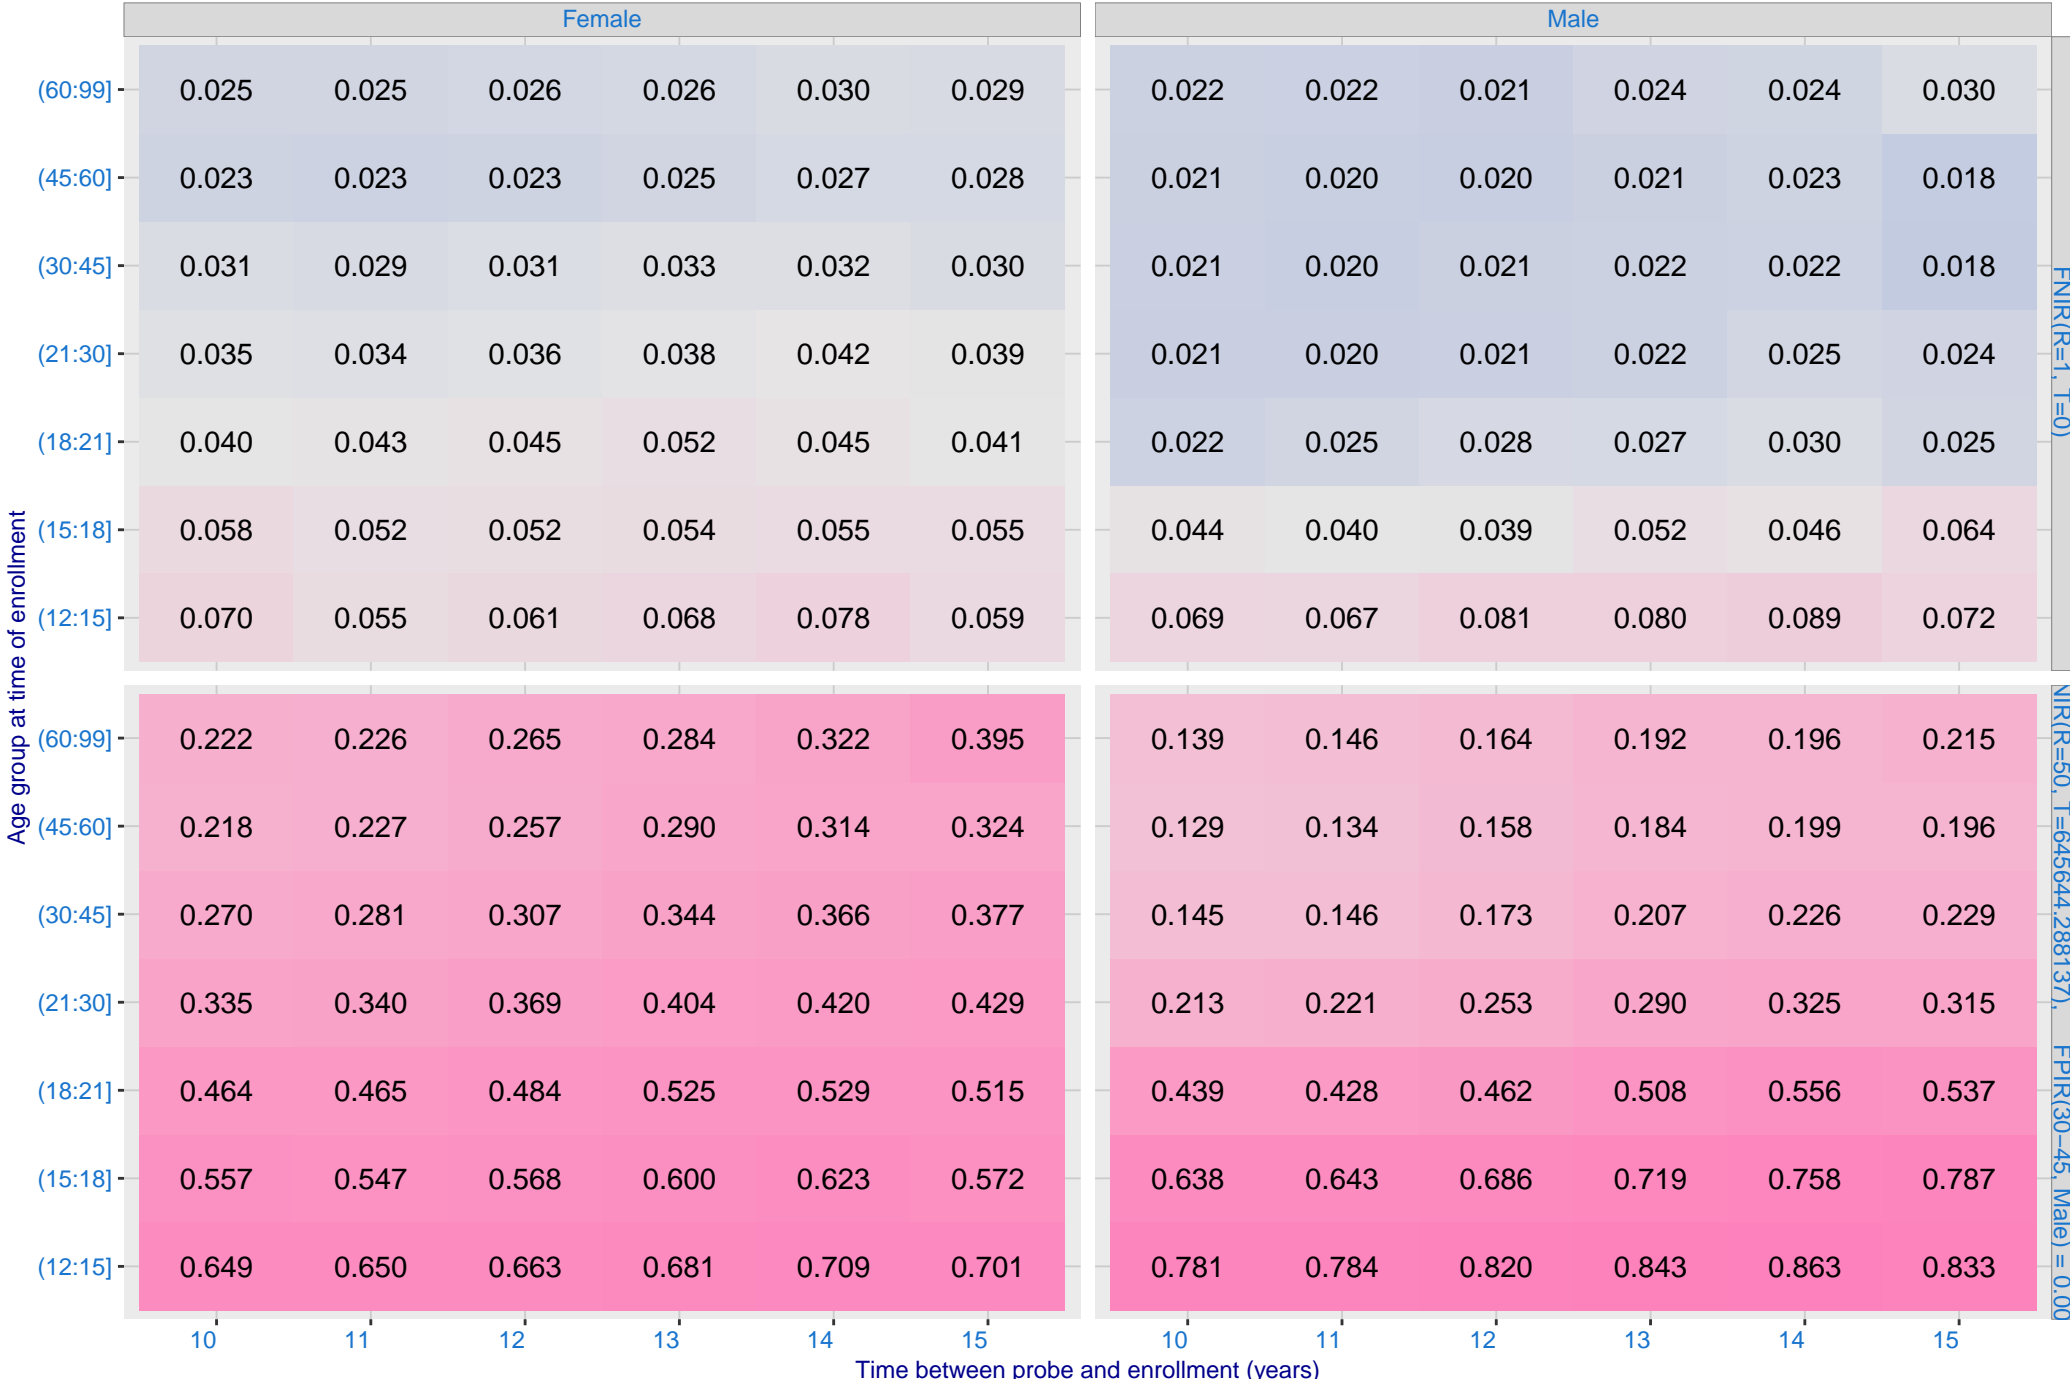 Female Male
(60:99] 0.025 0.025 0.026 0.026 0.030 0.029 0.022 0.022 0.021 0.024 0.024 0.030
(45:60] 0.023 0.023 0.023 0.025 0.027 0.028 0.021 0.020 0.020 0.021 0.023 0.018
(30:45] 0.031 0.029 0.031 0.033 0.032 0.030 0.021 0.020 0.021 0.022 0.022 0.018
(21:30] 0.035 0.034 0.036 0.038 0.042 0.039 0.021 0.020 0.021 0.022 0.025 0.024
(18:21] 0.040 0.043 0.045 0.052 0.045 0.041 0.022 0.025 0.028 0.027 0.030 0.025
(15:18] 0.058 0.052 0.052 0.054 0.055 0.055 0.044 0.040 0.039 0.052 0.046 0.064
(12:15] 0.070 0.055 0.061 0.068 0.078 0.059 0.069 0.067 0.081 0.080 0.089 0.072
FNIR(R=1, T=0)
Age group at time of enrollment
(60:99] 0.222 0.226 0.265 0.284 0.322 0.395 0.139 0.146 0.164 0.192 0.196 0.215
(45:60] 0.218 0.227 0.257 0.290 0.314 0.324 0.129 0.134 0.158 0.184 0.199 0.196
(30:45] 0.270 0.281 0.307 0.344 0.366 0.377 0.145 0.146 0.173 0.207 0.226 0.229
(21:30] 0.335 0.340 0.369 0.404 0.420 0.429 0.213 0.221 0.253 0.290 0.325 0.315
(18:21] 0.464 0.465 0.484 0.525 0.529 0.515 0.439 0.428 0.462 0.508 0.556 0.537
(15:18] 0.557 0.547 0.568 0.600 0.623 0.572 0.638 0.643 0.686 0.719 0.758 0.787
(12:15] 0.649 0.650 0.663 0.681 0.709 0.701 0.781 0.784 0.820 0.843 0.863 0.833
NIR(R=50, T=645644.288137), FPIR(30−45, Male) = 0.00
10 11 12 13 14 15 10 11 12 13 14 15
Time between probe and enrollment (years)